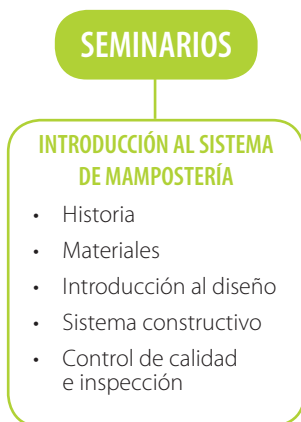 SEMINARIOS
INTRODUCCIÓN AL SISTEMA
DE MAMPOSTERÍA
• Historia
• Materiales
• Introducción al diseño
• Sistema constructivo
• Control de calidad
e inspección